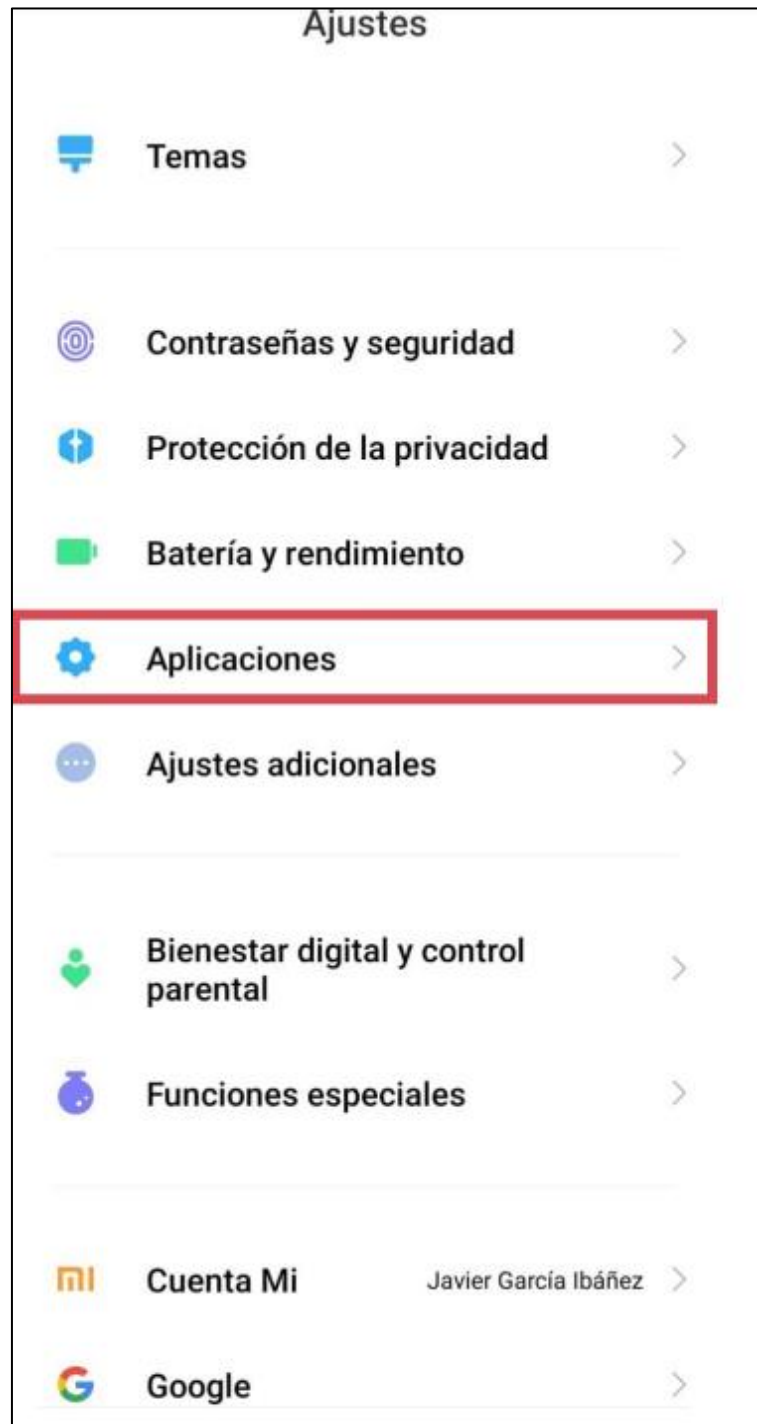 Ajustes
Temas
Contraseñas y seguridad
Protección de la privacidad
Batería y rendimiento
Aplicaciones
Ajustes adicionales
Bienestar digital y control
parental
Funciones especiales
Cuenta Mi Javier García Ibáñez
Google